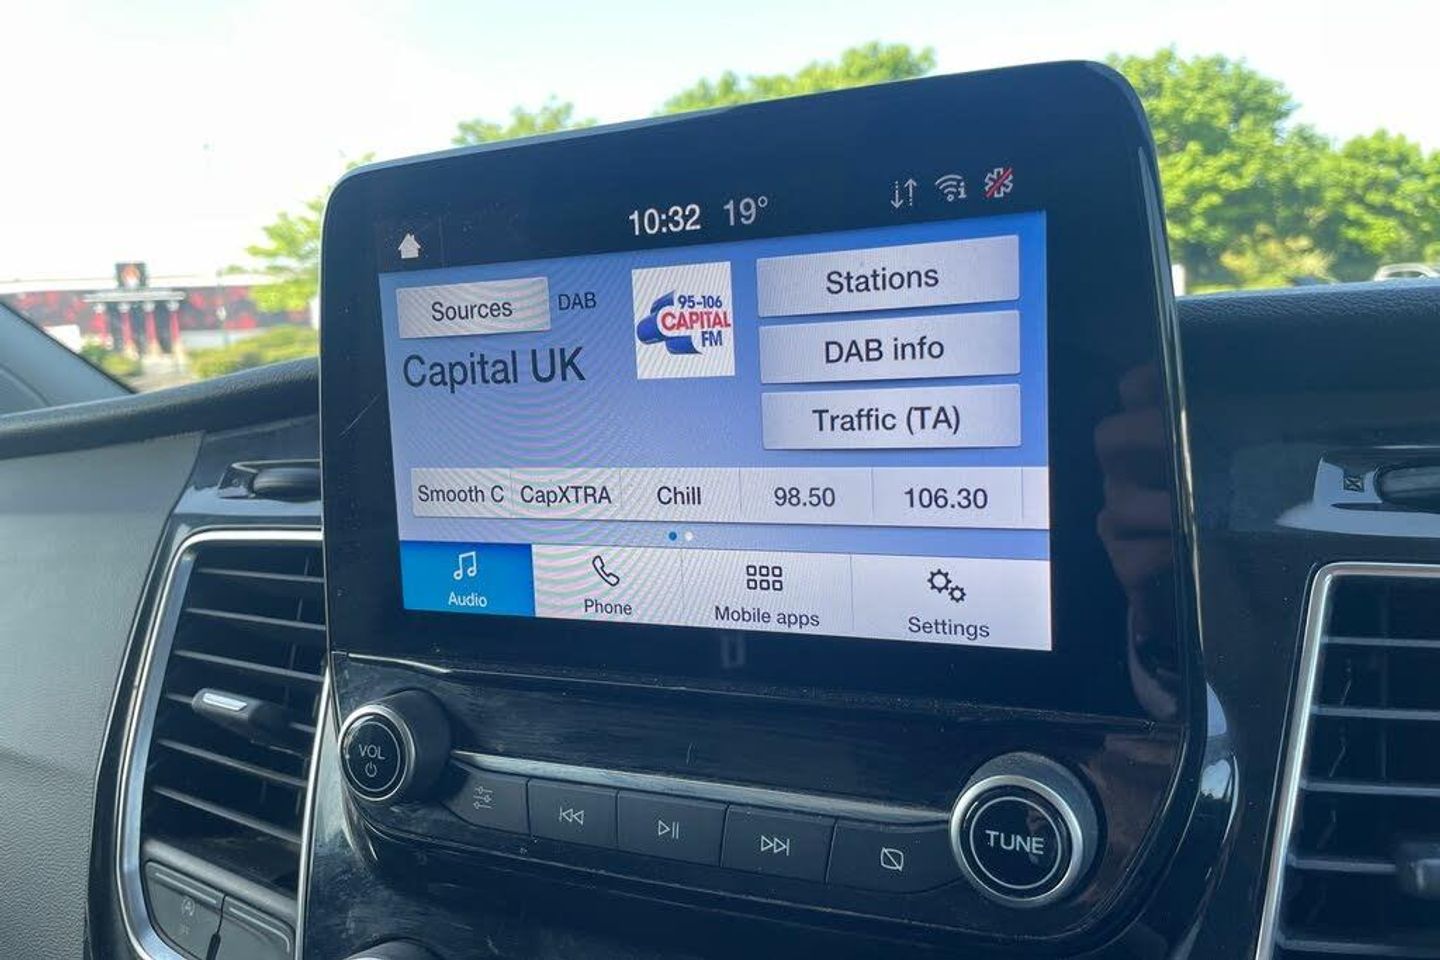 10:32 19°
Sources DAB
Capital UK
95-106
CAPITAL
FM
Stations
DAB info
Traffic (TA)
Smooth C CapXTRA Chill 98.50 106.30
Audio Phone Mobile apps Settings
VOL
TUNE